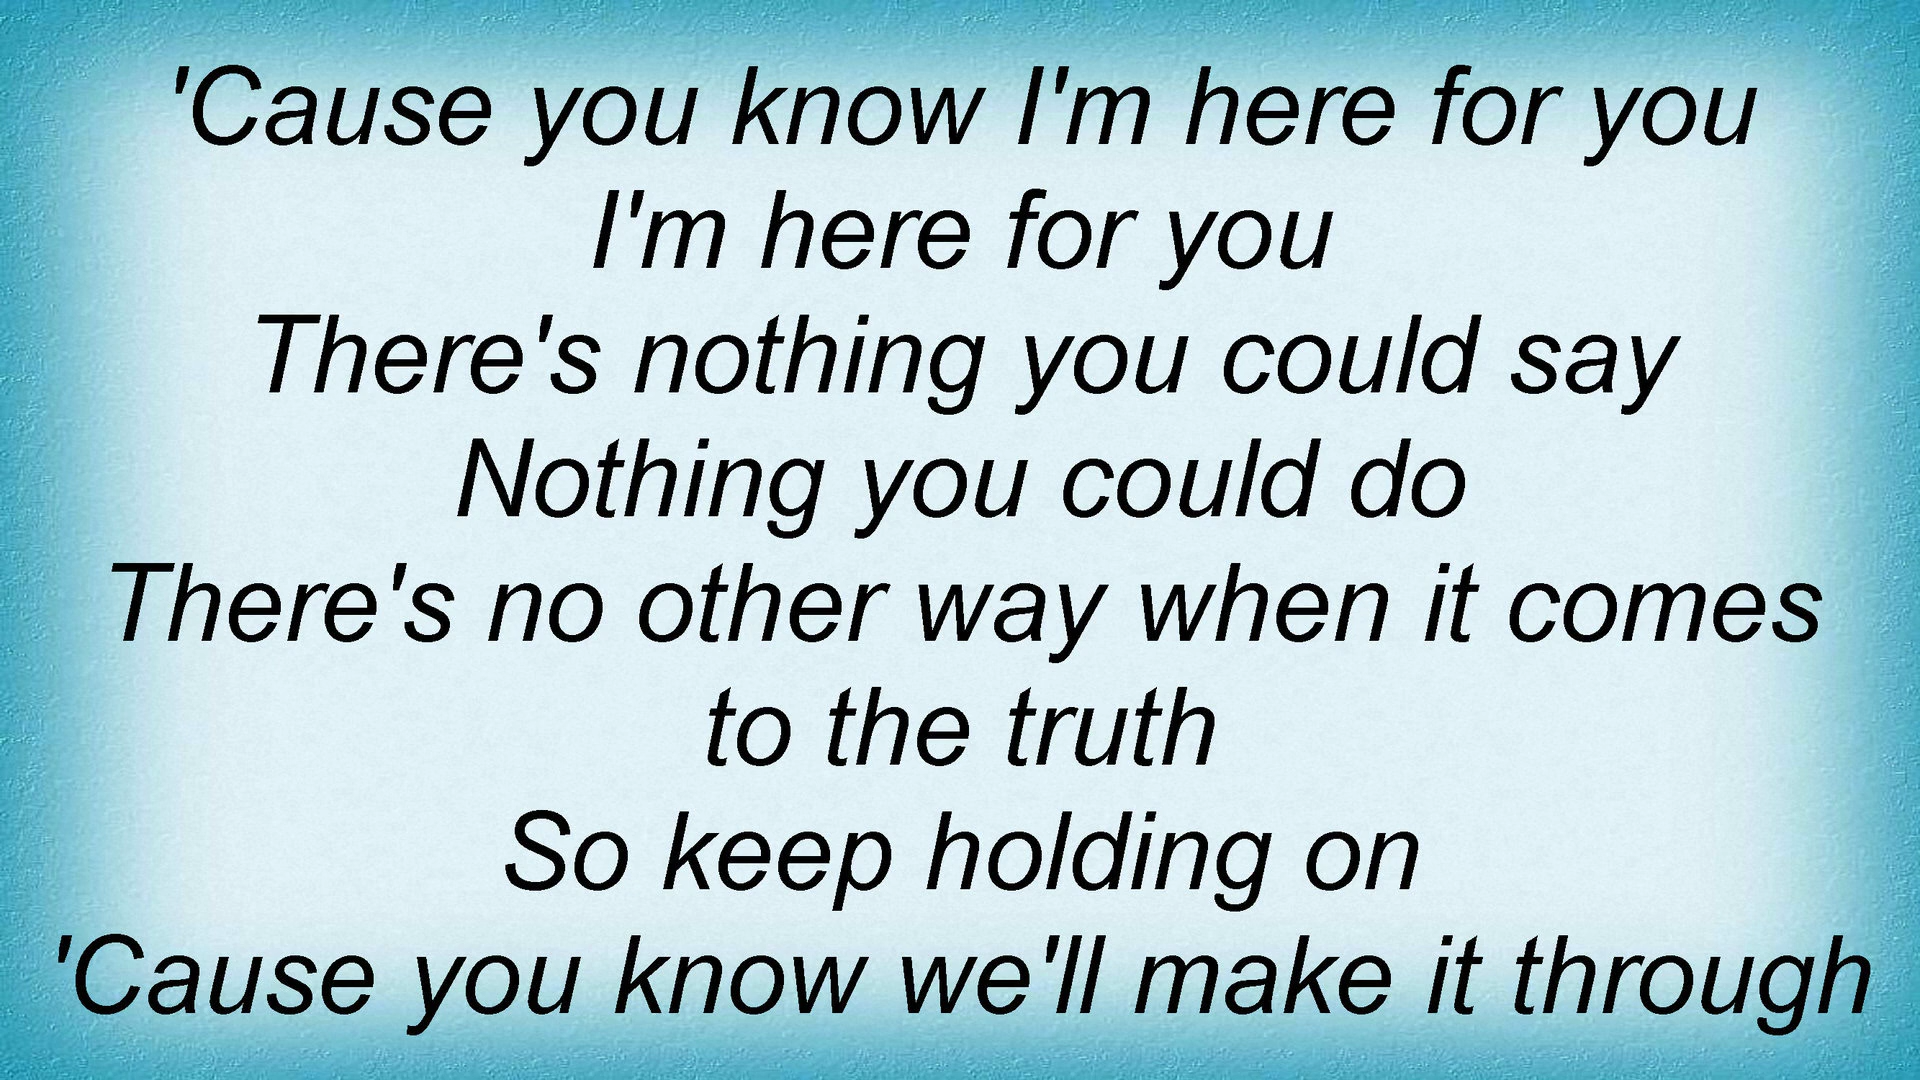 'Cause you know I'm here for you
I'm here for you
There's nothing you could say
Nothing you could do
There's no other way when it comes
to the truth
So keep holding on
'Cause you know we'll make it through